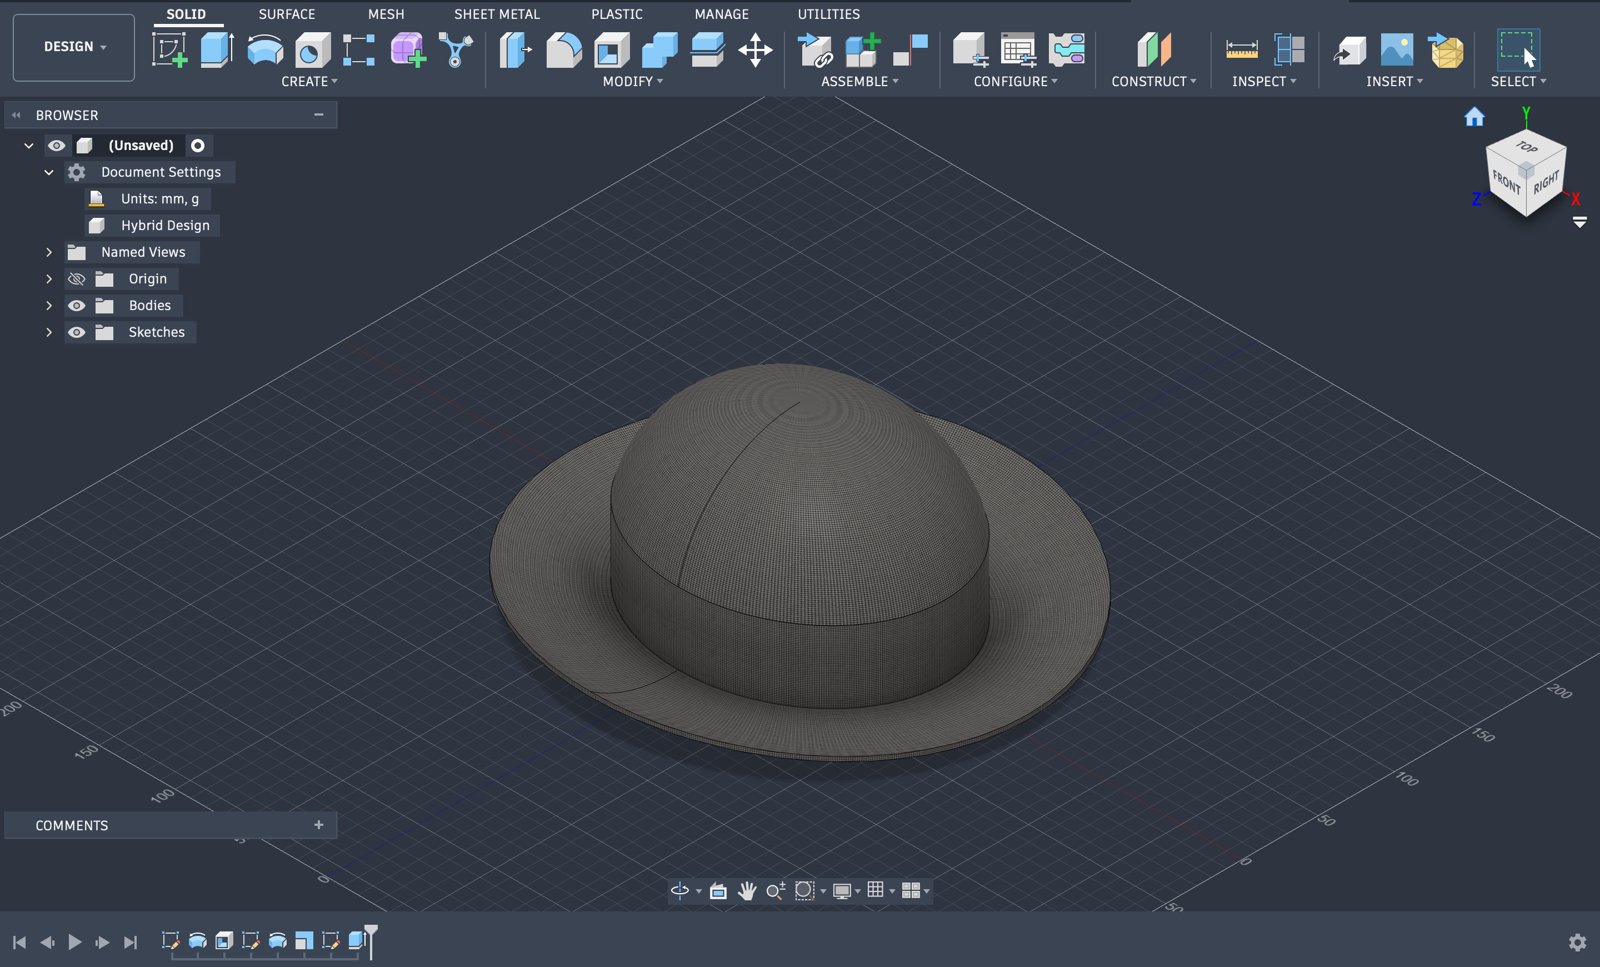 SOLID
SURFACE
MESH
SHEET METAL
PLASTIC
MANAGE
UTILITIES
DESIGN
CREATE
MODIFY
ASSEMBLE
CONFIGURE
CONSTRUCT
INSPECT
INSERT
SELECT
BROWSER
(Unsaved)
Document Settings
Units: mm, g
Hybrid Design
Named Views
Origin
Bodies
Sketches
Y
TOP
FRONT
RIGHT
Z
X
200
150
100
0
200
150
100
50
0
50
COMMENTS